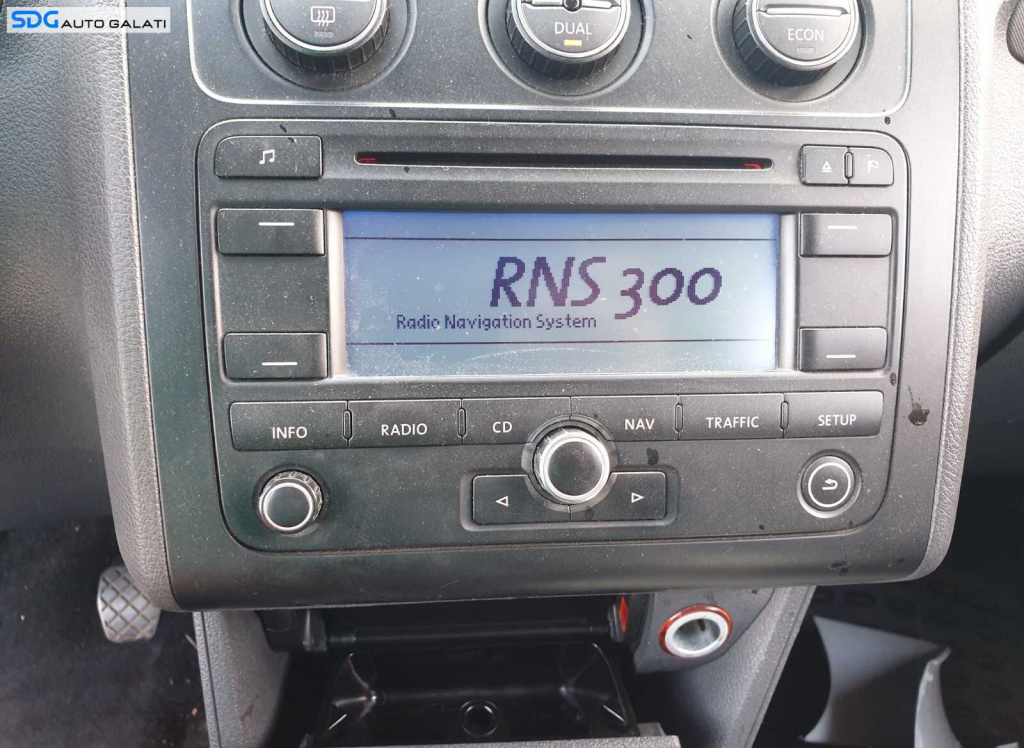 SDG AUTO GALATI
DUAL
ECON
RNS 300
Radio Navigation System
INFO
RADIO
CD
NAV
TRAFFIC
SETUP